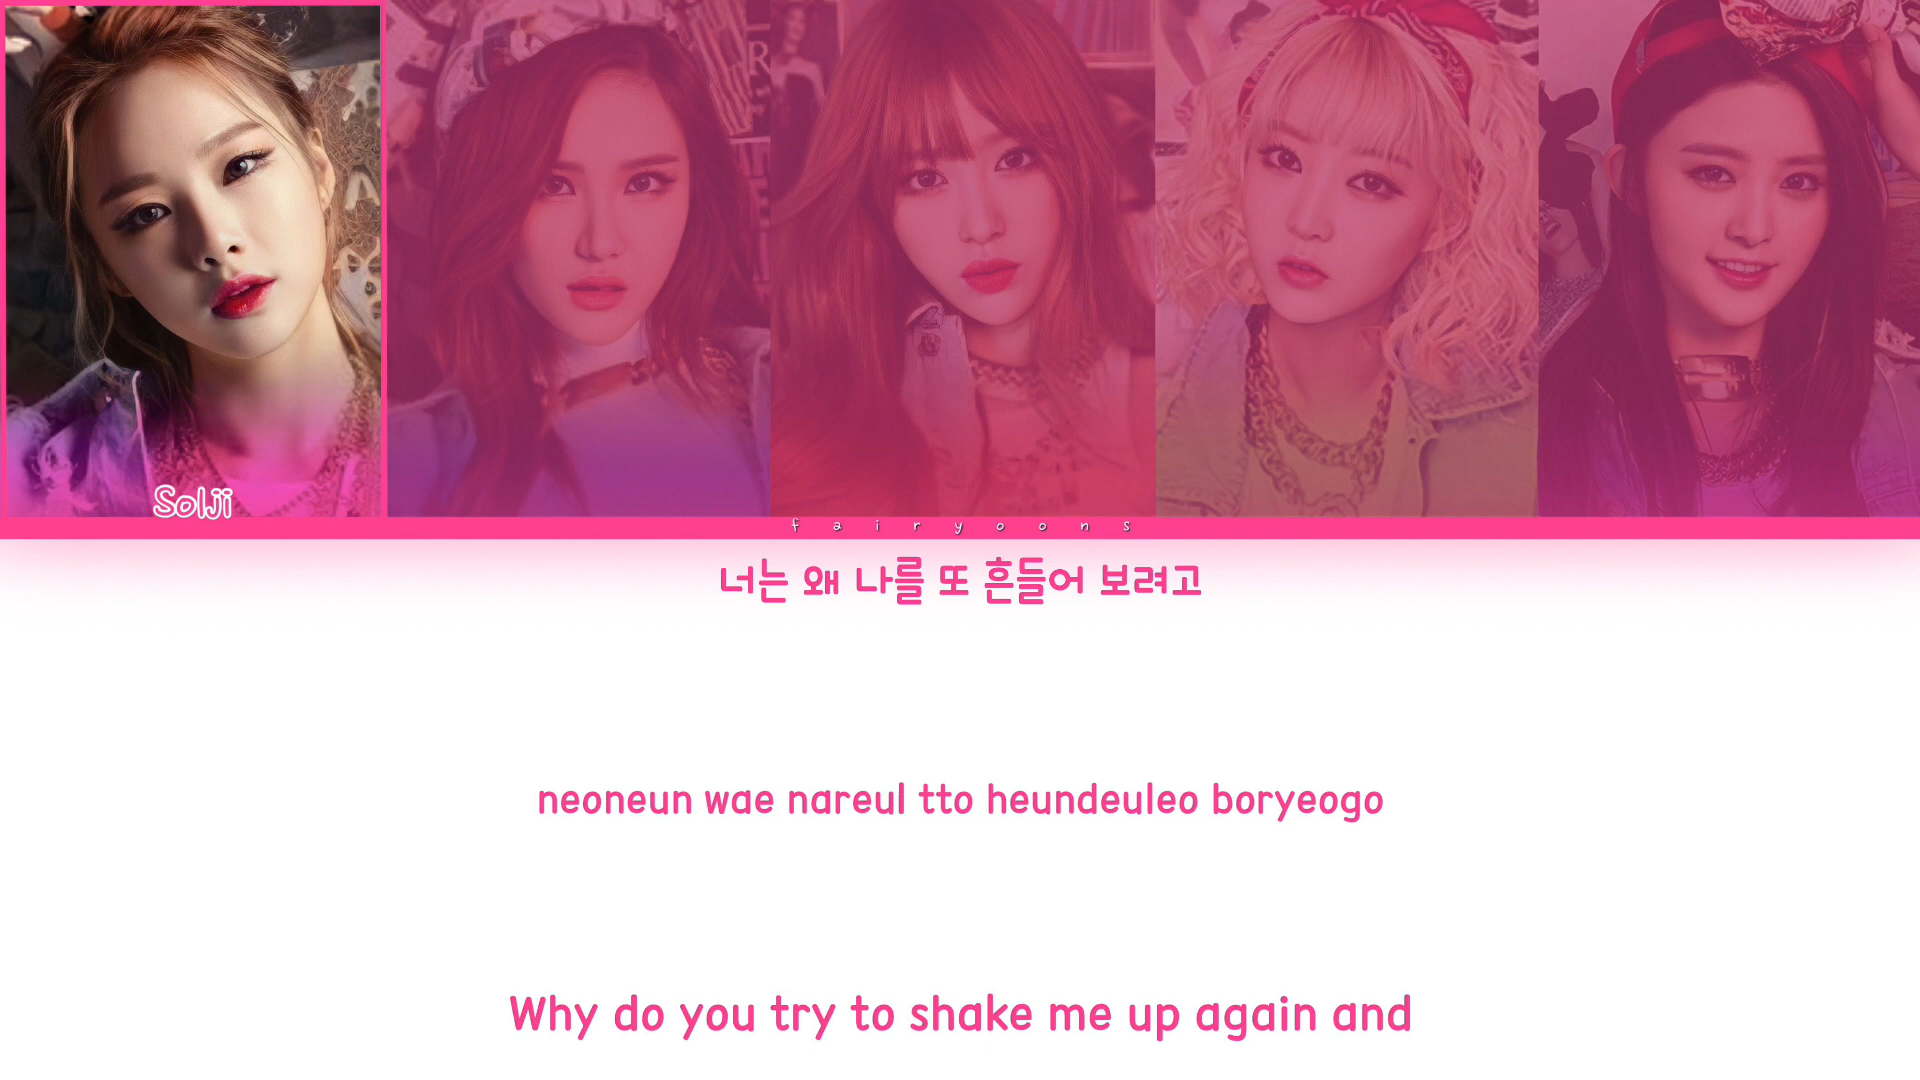 Solji
fairyoons
너는 왜 나를 또 흔들어 보려고
neoneun wae nareul tto heundeuleo boryeogo
Why do you try to shake me up again and